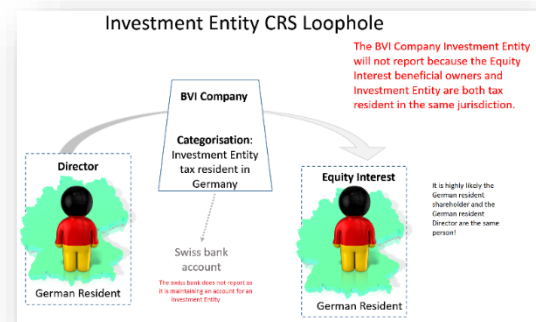 Investment Entity CRS Loophole
The BVI Company Investment Entity
will not report because the Equity
Interest beneficial owners and
Investment Entity are both tax
resident in the same jurisdiction.
BVI Company
Categorisation:
Investment Entity
tax resident in
Germany
Director
German Resident
Equity Interest
German Resident
It is highly likely the
German resident
shareholder and the
German resident
Director are the same
person!
Swiss bank
account
The swiss bank does not report as
it is maintaining an account for an
Investment Entity